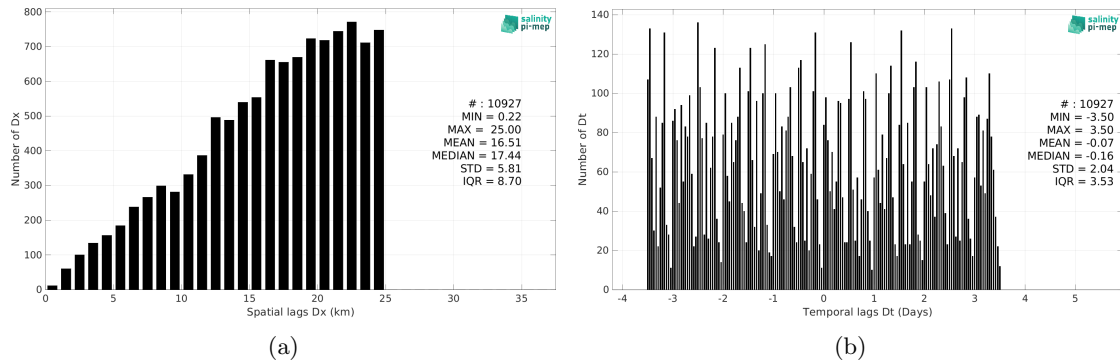 800
700
600
500
400
300
200
100
0
Number of Dx
0 5 10 15 20 25 30 35
Spatial lags Dx (km)
salinity
pi-mep
# : 10927
MIN = 0.22
MAX = 25.00
MEAN = 16.51
MEDIAN = 17.44
STD = 5.81
IQR = 8.70
(a)
140
120
100
80
60
40
20
0
Number of Dt
-4 -3 -2 -1 0 1 2 3 4 5
Temporal lags Dt (Days)
salinity
pi-mep
# : 10927
MIN = -3.50
MAX = 3.50
MEAN = -0.07
MEDIAN = -0.16
STD = 2.04
IQR = 3.53
(b)